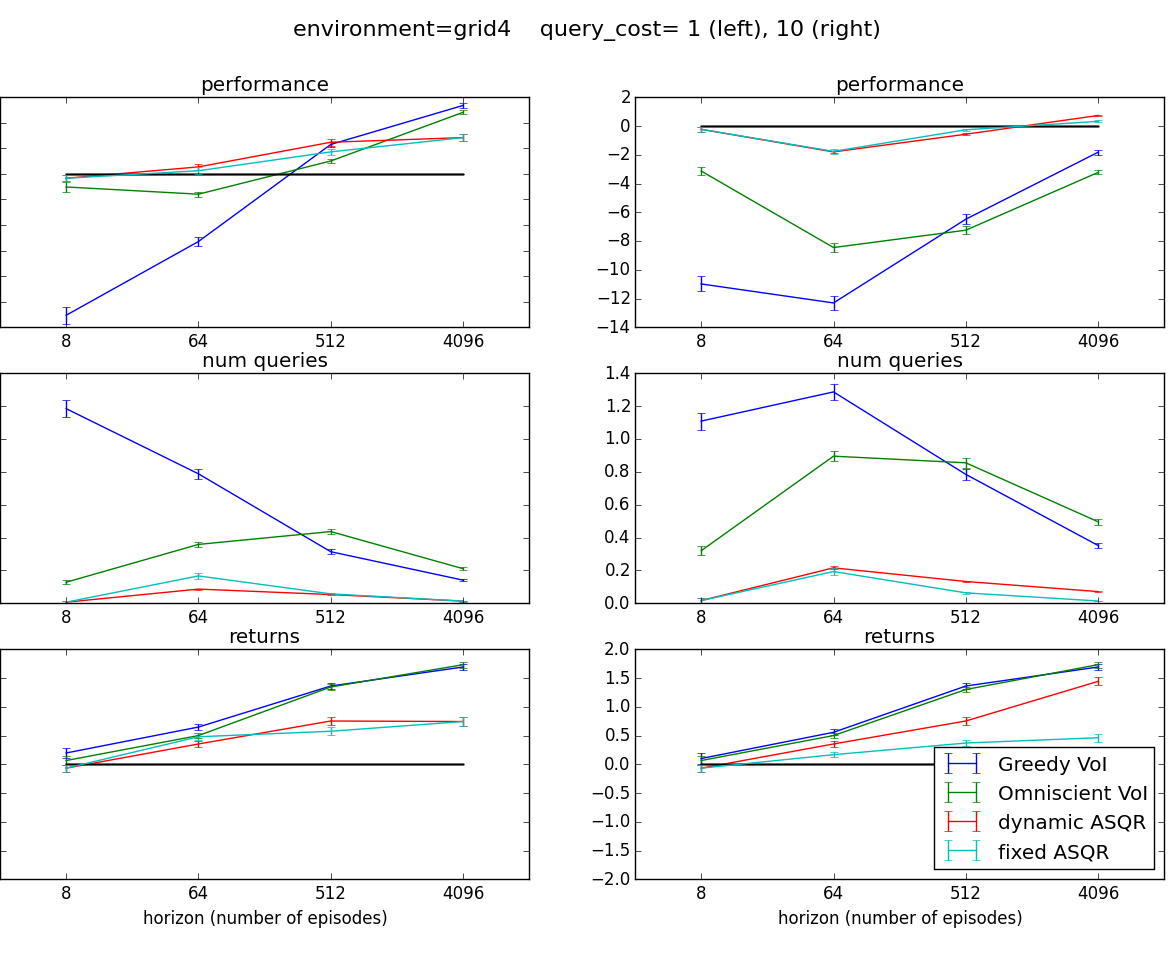 environment=grid4    query_cost= 1 (left), 10 (right)
performance
8 64 512 4096
num queries
8 64 512 4096
returns
8 64 512 4096
horizon (number of episodes)
performance
2
0
−2
−4
−6
−8
−10
−12
−14
8 64 512 4096
num queries
1.4
1.2
1.0
0.8
0.6
0.4
0.2
0.0
8 64 512 4096
returns
2.0
1.5
1.0
0.5
0.0
−0.5
−1.0
−1.5
−2.0
Greedy VoI
Omniscient VoI
dynamic ASQR
fixed ASQR
8 64 512 4096
horizon (number of episodes)